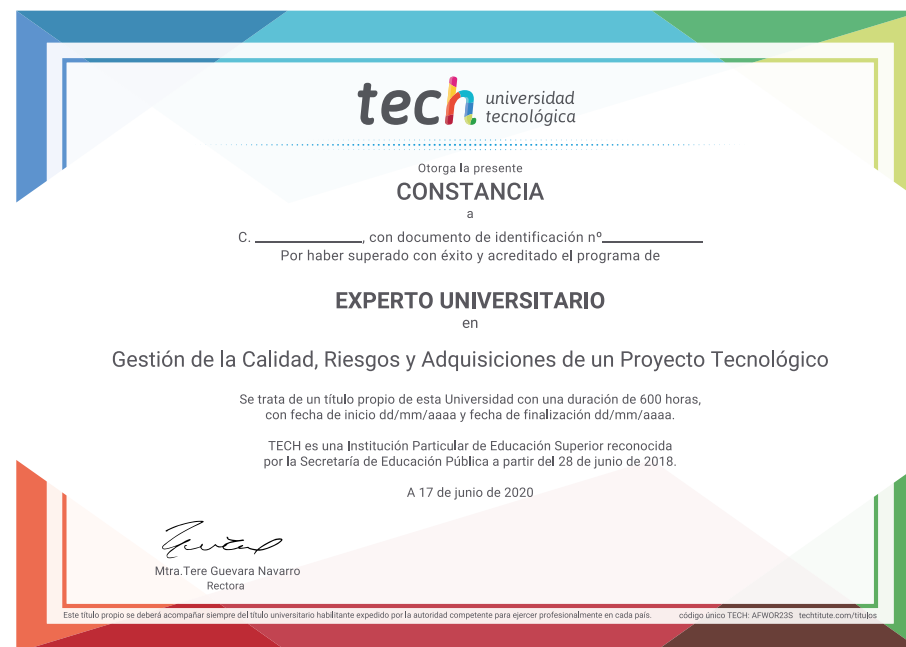 tech universidad
tecnológica
Otorga la presente
CONSTANCIA
a
C. ____________, con documento de identificación nº____________
Por haber superado con éxito y acreditado el programa de
EXPERTO UNIVERSITARIO
en
Gestión de la Calidad, Riesgos y Adquisiciones de un Proyecto Tecnológico
Se trata de un título propio de esta Universidad con una duración de 600 horas,
con fecha de inicio dd/mm/aaaa y fecha de finalización dd/mm/aaaa.
TECH es una Institución Particular de Educación Superior reconocida
por la Secretaría de Educación Pública a partir del 28 de junio de 2018.
A 17 de junio de 2020
Mtra.Tere Guevara Navarro
Rectora
Este título propio se deberá acompañar siempre del título universitario habilitante expedido por la autoridad competente para ejercer profesionalmente en cada país. código único TECH: AFWOR23S techtitute.com/títulos